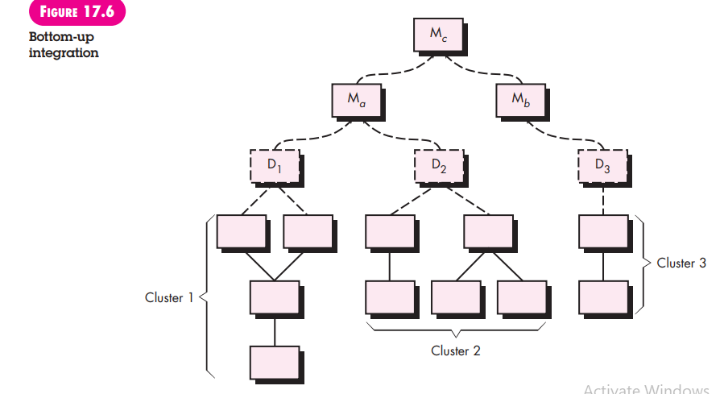 FIGURE 17.6
Bottom-up
integration
Mc
Ma
Mb
D1
D2
D3
Cluster 1
Cluster 2
Cluster 3
Activate Windows